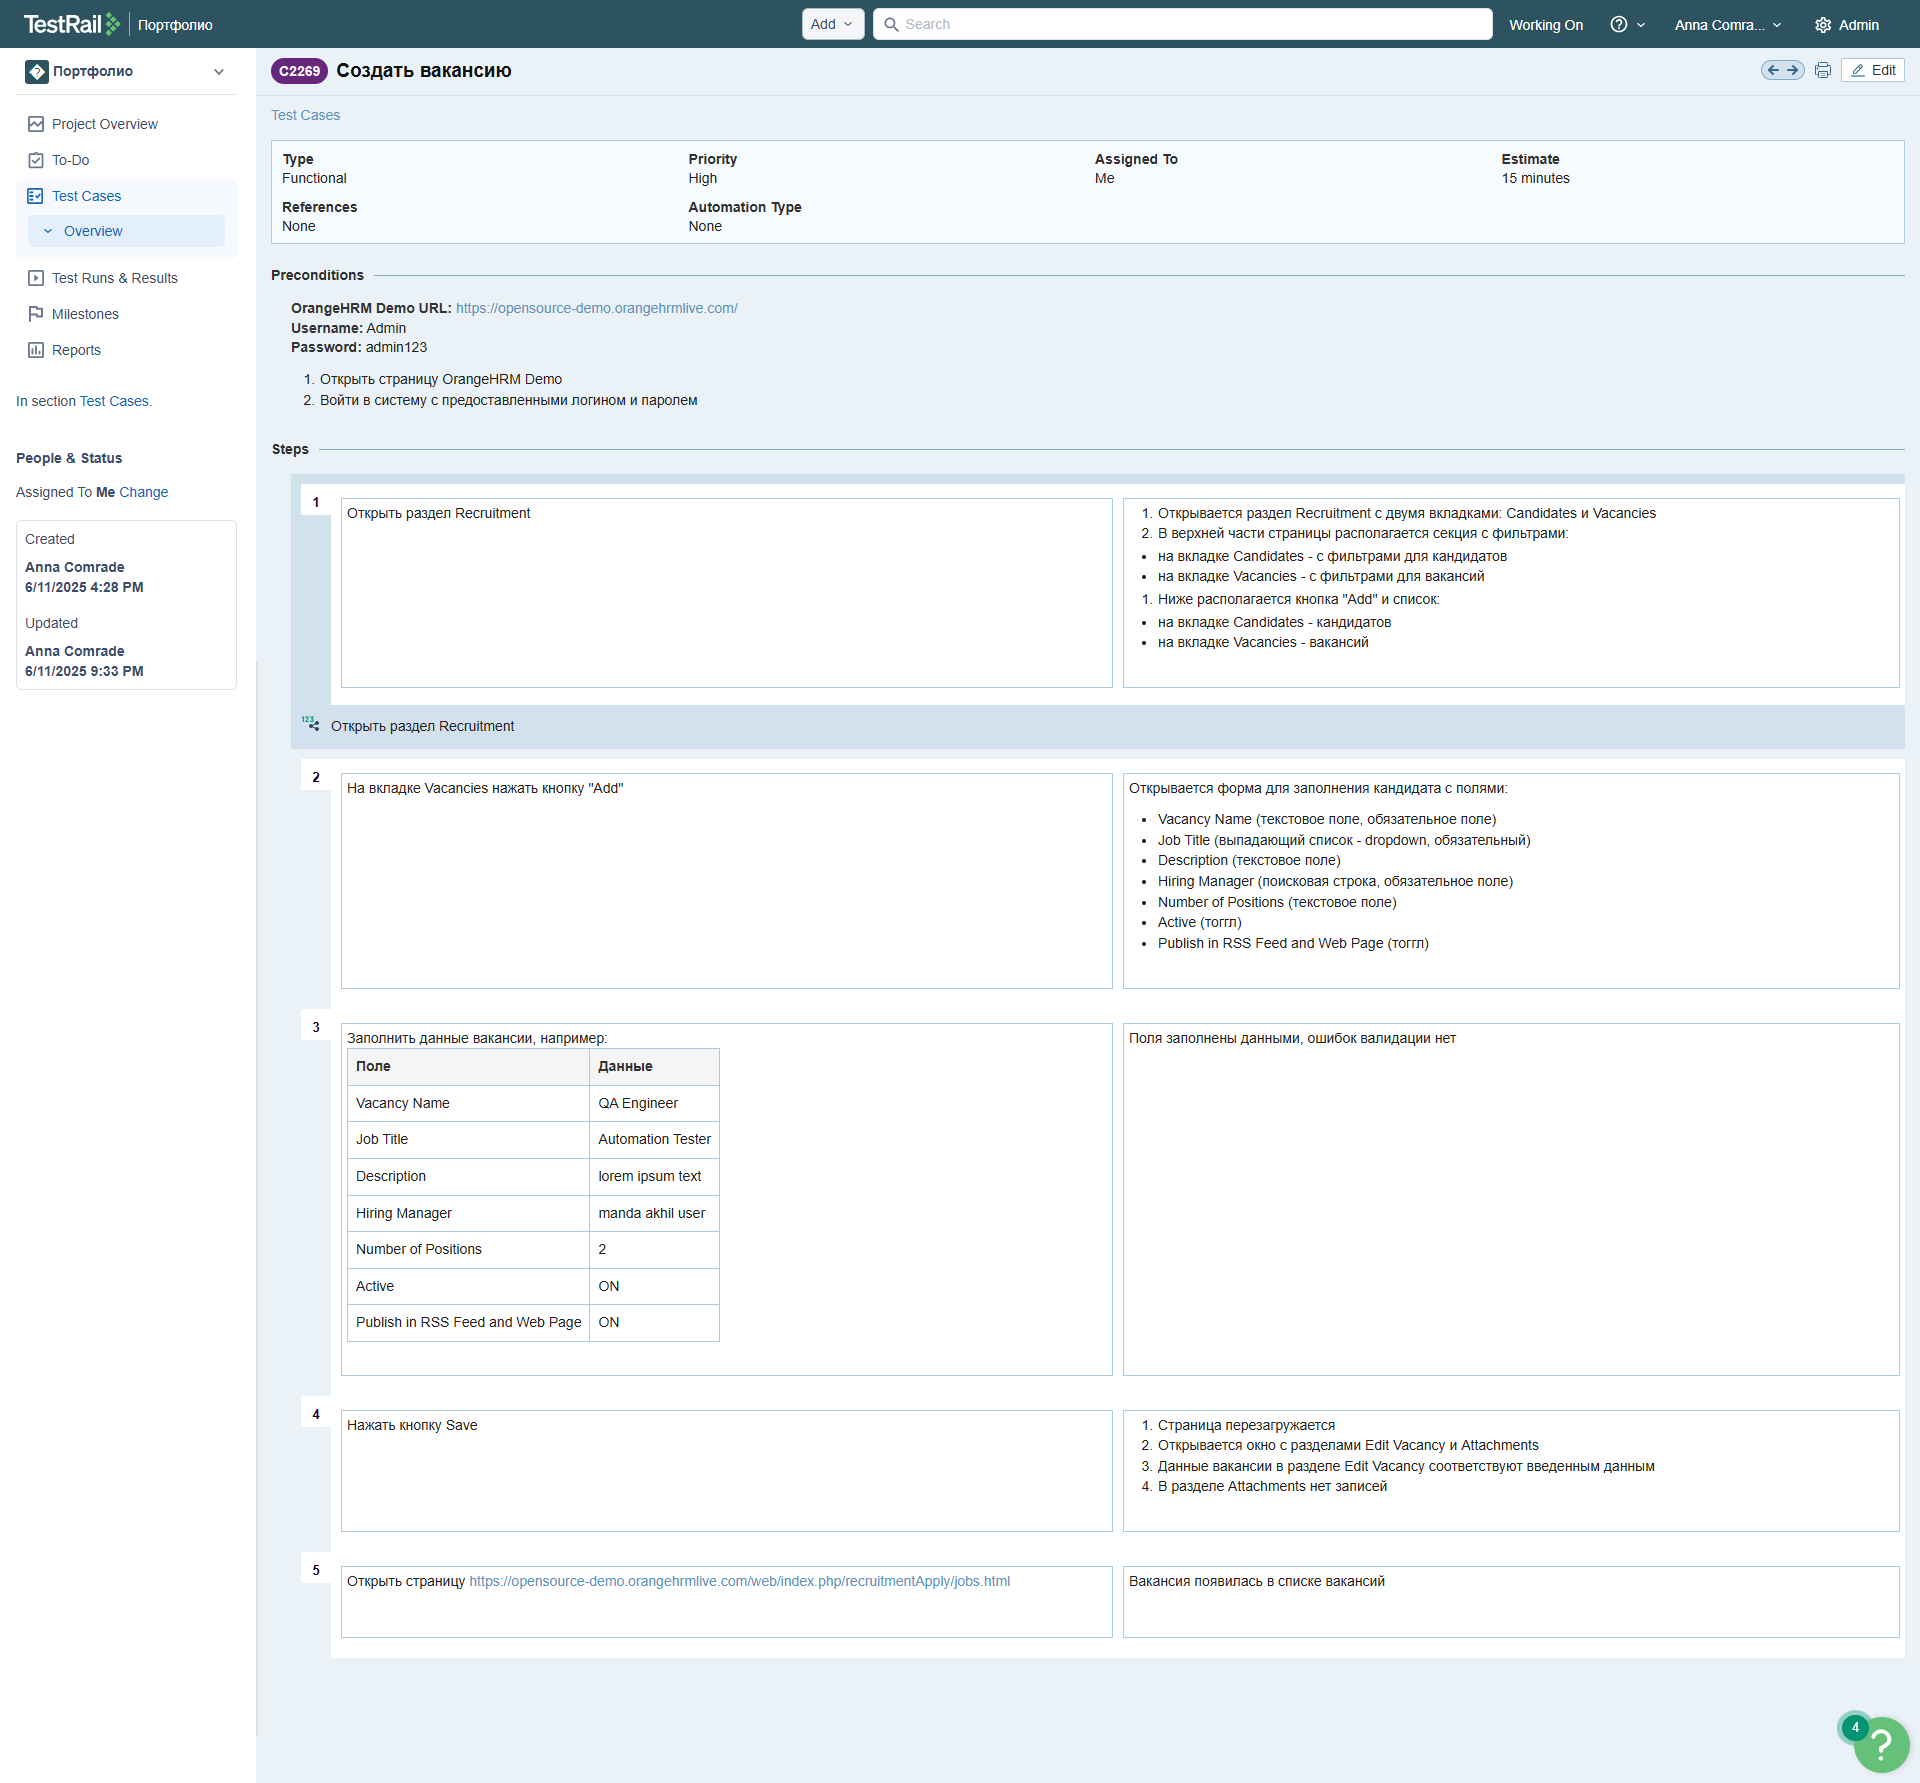 TestRail Портфолио
Add
Search
Working On
Anna Comra...
Admin
Портфолио
Project Overview
To-Do
Test Cases
Overview
Test Runs & Results
Milestones
Reports
In section Test Cases.
People & Status
Assigned To Me Change
Created
Anna Comrade
6/11/2025 4:28 PM
Updated
Anna Comrade
6/11/2025 9:33 PM
C2269 Создать вакансию
Edit
Test Cases
Type
Functional
Priority
High
Assigned To
Me
Estimate
15 minutes
References
None
Automation Type
None
Preconditions
OrangeHRM Demo URL: https://opensource-demo.orangehrmlive.com/
Username: Admin
Password: admin123
1. Открыть страницу OrangeHRM Demo
2. Войти в систему с предоставленными логином и паролем
Steps
1
Открыть раздел Recruitment
1. Открывается раздел Recruitment с двумя вкладками: Candidates и Vacancies
2. В верхней части страницы располагается секция с фильтрами:
• на вкладке Candidates - с фильтрами для кандидатов
• на вкладке Vacancies - с фильтрами для вакансий
1. Ниже располагается кнопка "Add" и список:
• на вкладке Candidates - кандидатов
• на вкладке Vacancies - вакансий
123 Открыть раздел Recruitment
2
На вкладке Vacancies нажать кнопку "Add"
Открывается форма для заполнения кандидата с полями:
• Vacancy Name (текстовое поле, обязательное поле)
• Job Title (выпадающий список - dropdown, обязательный)
• Description (текстовое поле)
• Hiring Manager (поисковая строка, обязательное поле)
• Number of Positions (текстовое поле)
• Active (тоггл)
• Publish in RSS Feed and Web Page (тоггл)
3
Заполнить данные вакансии, например:
Поле Данные
Vacancy Name QA Engineer
Job Title Automation Tester
Description lorem ipsum text
Hiring Manager manda akhil user
Number of Positions 2
Active ON
Publish in RSS Feed and Web Page ON
Поля заполнены данными, ошибок валидации нет
4
Нажать кнопку Save
1. Страница перезагружается
2. Открывается окно с разделами Edit Vacancy и Attachments
3. Данные вакансии в разделе Edit Vacancy соответствуют введенным данным
4. В разделе Attachments нет записей
5
Открыть страницу https://opensource-demo.orangehrmlive.com/web/index.php/recruitmentApply/jobs.html
Вакансия появилась в списке вакансий
4
?